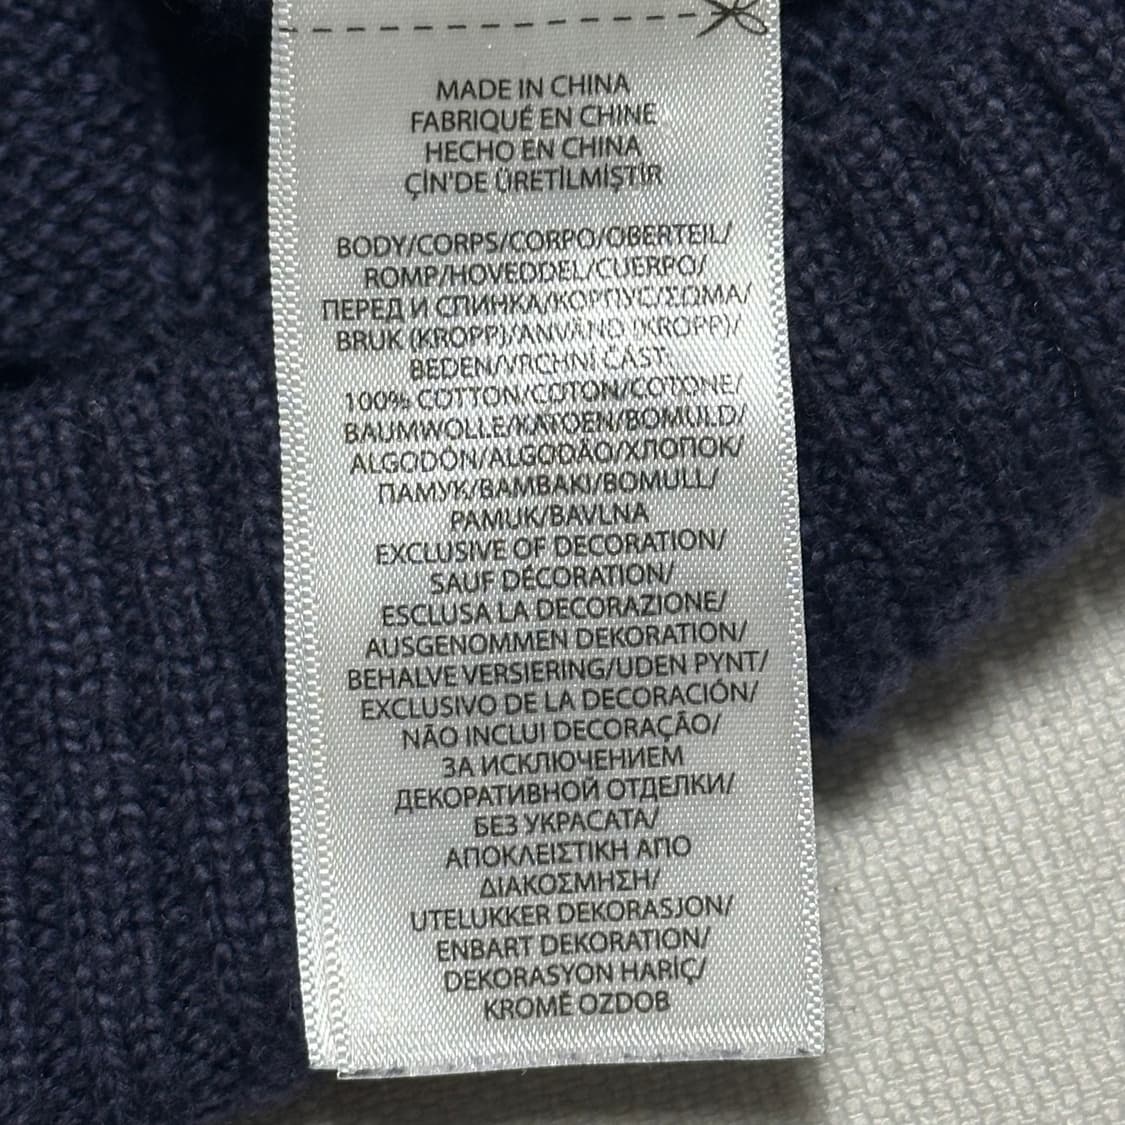 MADE IN CHINA
FABRIQUÉ EN CHINE
HECHO EN CHINA
ÇİN'DE ÜRETİLMİŞTİR
BODY/CORPS/CORPO/OBERTEIL/
ROMP/HOVEDDEL/CUERPO/
ПЕРЕД И СПИНКА/КОРПУС/ΣΩΜΑ/
BRUK (KROPP)/ANVÄND (KROPP)/
BEDEN/VRCHNÍ ČÁST:
100% COTTON/COTON/COTONE/
BAUMWOLLE/KATOEN/BOMULD/
ALGODÓN/ALGODÃO/ХЛОПОК/
ПАМУК/ΒΑΜΒΑΚΙ/BOMULL/
PAMUK/BAVLNA
EXCLUSIVE OF DECORATION/
SAUF DÉCORATION/
ESCLUSA LA DECORAZIONE/
AUSGENOMMEN DEKORATION/
BEHALVE VERSIERING/UDEN PYNT/
EXCLUSIVO DE LA DECORACIÓN/
NÃO INCLUI DECORAÇÃO/
ЗА ИСКЛЮЧЕНИЕМ
ДЕКОРАТИВНОЙ ОТДЕЛКИ/
БЕЗ УКРАСАТА/
ΑΠΟΚΛΕΙΣΤΙΚΗ ΑΠΟ
ΔΙΑΚΟΣΜΗΣΗ/
UTELUKKER DEKORASJON/
ENBART DEKORATION/
DEKORASYON HARİÇ/
KROMĚ OZDOB